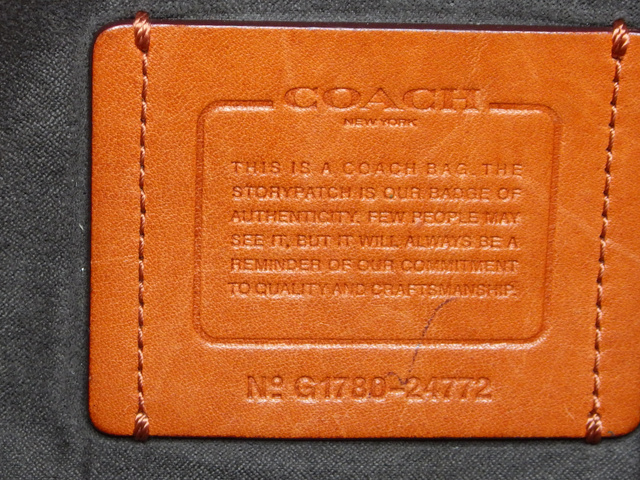 COACH
NEW YORK
THIS IS A COACH BAG. THE
STORYPATCH IS OUR BADGE OF
AUTHENTICITY. FEW PEOPLE MAY
SEE IT, BUT IT WILL ALWAYS BE A
REMINDER OF OUR COMMITMENT
TO QUALITY AND CRAFTSMANSHIP.
Nº G1780-24772